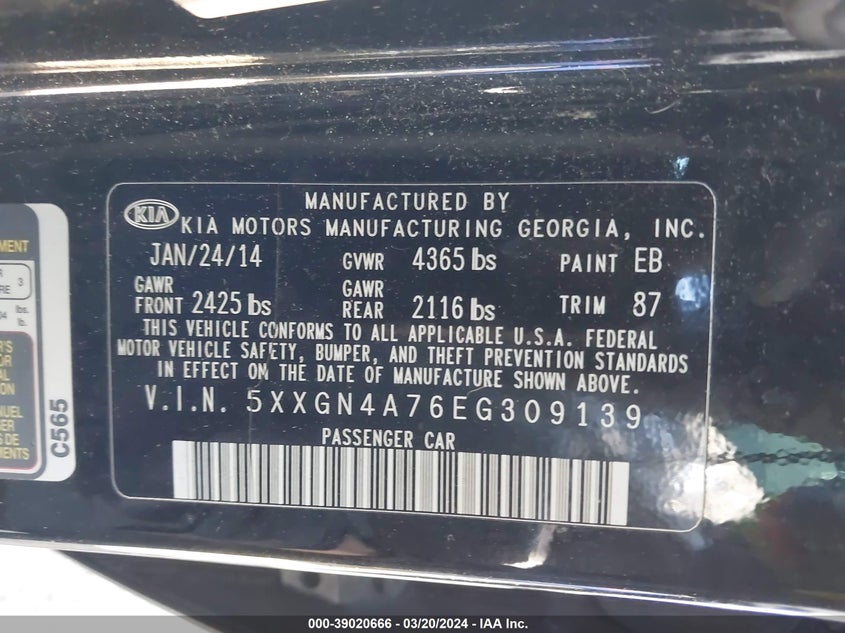 MANUFACTURED BY
KIA KIA MOTORS MANUFACTURING GEORGIA, INC.
JAN/24/14 GVWR 4365 lbs PAINT EB
GAWR FRONT 2425 lbs GAWR REAR 2116 lbs TRIM 87
THIS VEHICLE CONFORMS TO ALL APPLICABLE U.S.A. FEDERAL
MOTOR VEHICLE SAFETY, BUMPER, AND THEFT PREVENTION STANDARDS
IN EFFECT ON THE DATE OF MANUFACTURE SHOWN ABOVE.
V.I.N. 5XXGN4A76EG309139
PASSENGER CAR
C565
3
lbs.
lb.
000-39020666 - 03/20/2024 - IAA Inc.